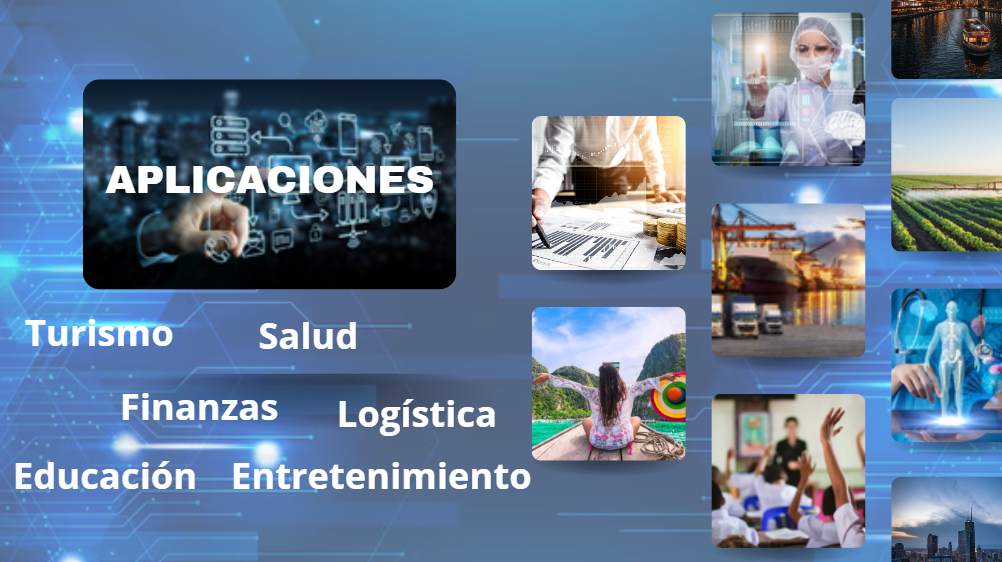 APLICACIONES
Turismo
Salud
Finanzas
Logística
Educación
Entretenimiento